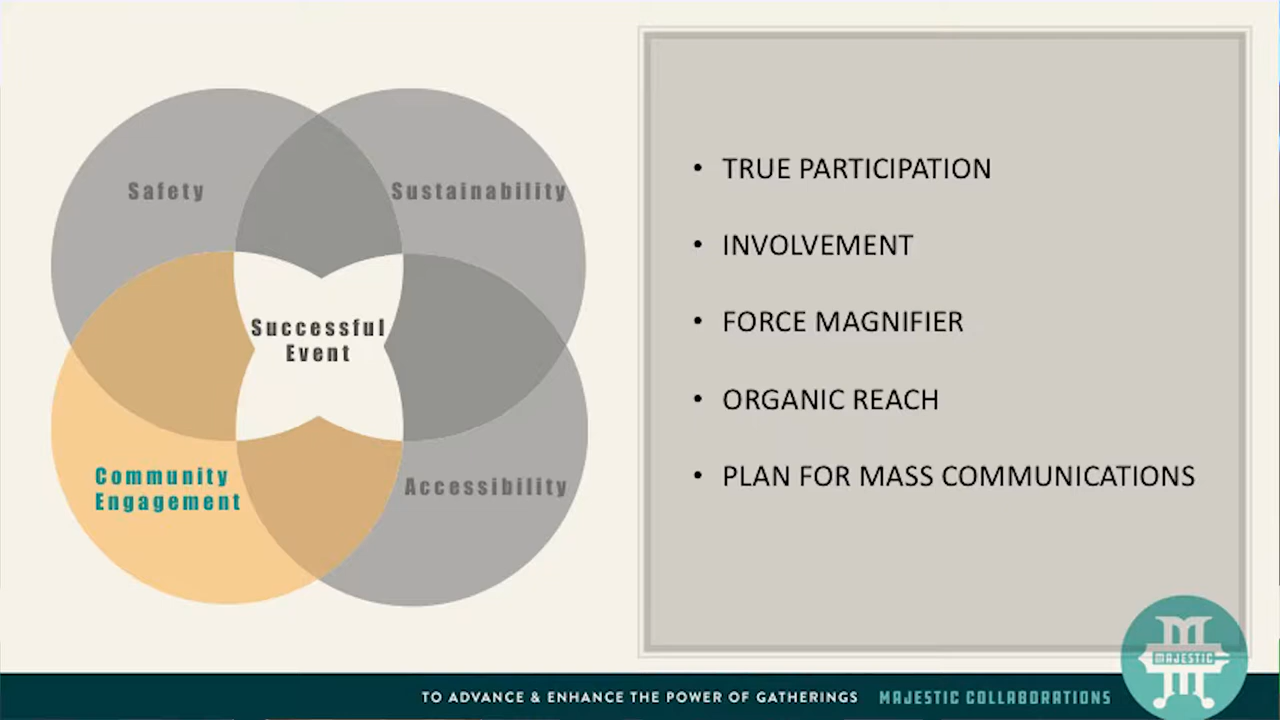 Safety
Sustainability
Successful
Event
Community
Engagement
Accessibility
• TRUE PARTICIPATION
• INVOLVEMENT
• FORCE MAGNIFIER
• ORGANIC REACH
• PLAN FOR MASS COMMUNICATIONS
TO ADVANCE & ENHANCE THE POWER OF GATHERINGS MAJESTIC COLLABORATIONS
M
MAJESTIC